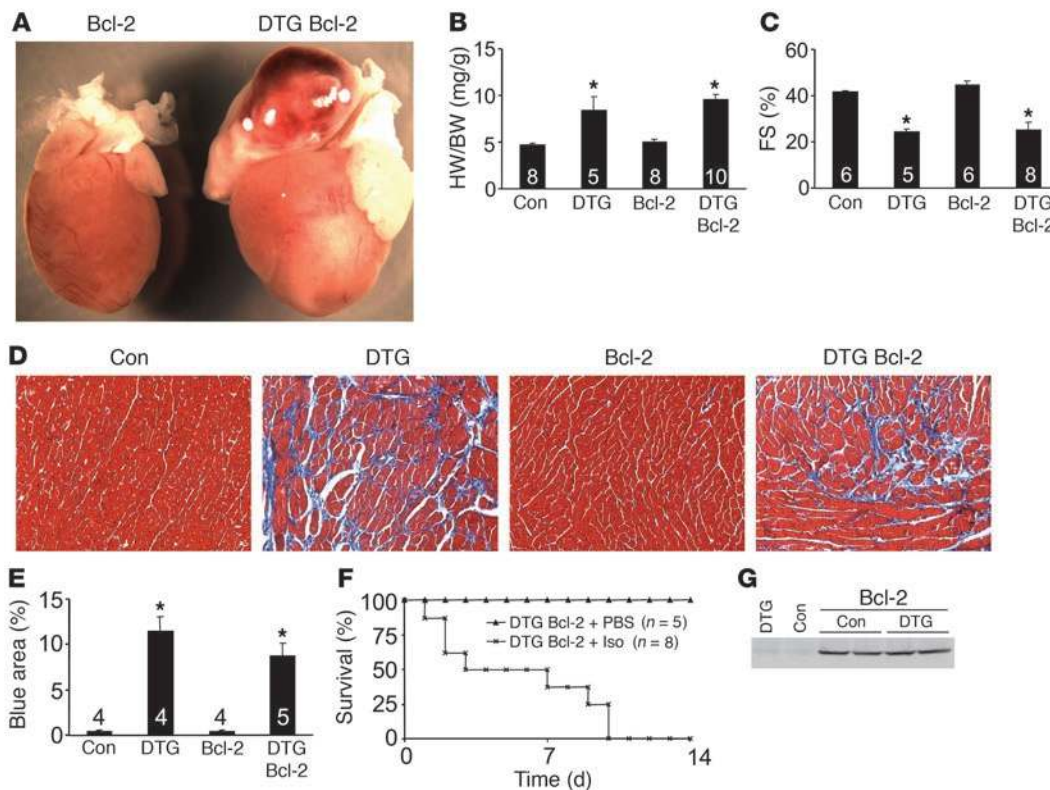 A
Bcl-2
DTG Bcl-2
B
HW/BW (mg/g)
15
10
5
0
8
5
8
10
Con
DTG
Bcl-2
DTG
Bcl-2
*
*
C
FS (%)
60
40
20
0
6
5
6
8
Con
DTG
Bcl-2
DTG
Bcl-2
*
*
D
Con
DTG
Bcl-2
DTG Bcl-2
E
Blue area (%)
15
10
5
0
4
4
4
5
Con
DTG
Bcl-2
DTG
Bcl-2
*
*
F
Survival (%)
100
75
50
25
0
DTG Bcl-2 + PBS (n = 5)
DTG Bcl-2 + Iso (n = 8)
0
7
14
Time (d)
G
DTG
Con
Bcl-2
Con
DTG